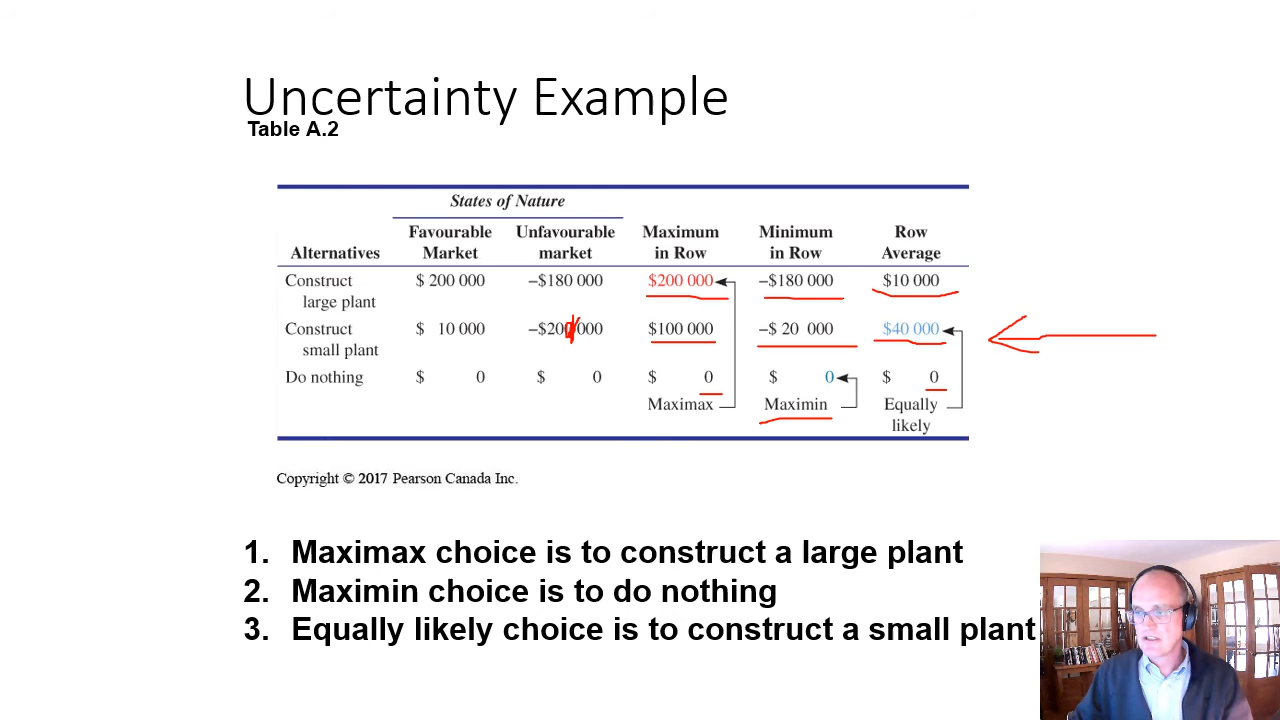 Uncertainty Example
Table A.2
States of Nature
Favourable Unfavourable Maximum Minimum Row
Alternatives Market market in Row in Row Average
Construct $ 200 000 –$180 000 $200 000 –$180 000 $10 000
large plant
Construct $ 10 000 –$200 000 $100 000 –$ 20 000 $40 000
small plant
Do nothing $ 0 $ 0 $ 0 $ 0 $ 0
Maximax Maximin Equally
likely
Copyright © 2017 Pearson Canada Inc.
1. Maximax choice is to construct a large plant
2. Maximin choice is to do nothing
3. Equally likely choice is to construct a small plant